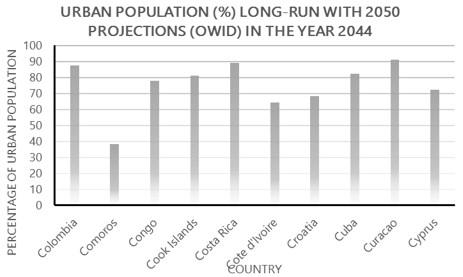 URBAN POPULATION (%) LONG-RUN WITH 2050
PROJECTIONS (OWID) IN THE YEAR 2044
PERCENTAGE OF URBAN POPULATION
100
90
80
70
60
50
40
30
20
10
0
Colombia
Comoros
Congo
Cook Islands
Costa Rica
Cote d'Ivoire
Croatia
Cuba
Curacao
Cyprus
COUNTRY